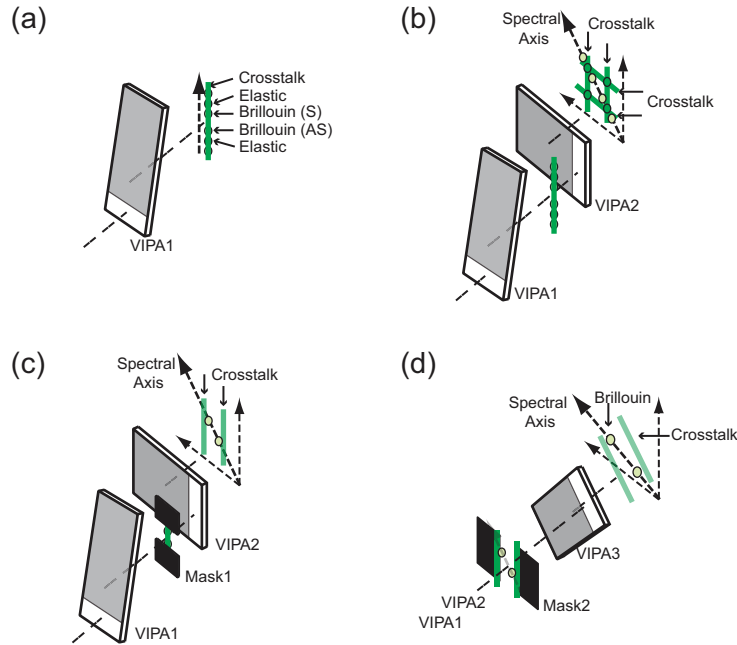 (a)
Crosstalk
Elastic
Brillouin (S)
Brillouin (AS)
Elastic
VIPA1
(b)
Spectral
Axis
Crosstalk
Crosstalk
VIPA2
VIPA1
(c)
Spectral
Axis
Crosstalk
VIPA2
Mask1
VIPA1
(d)
Spectral
Axis
Brillouin
Crosstalk
VIPA3
VIPA2
Mask2
VIPA1